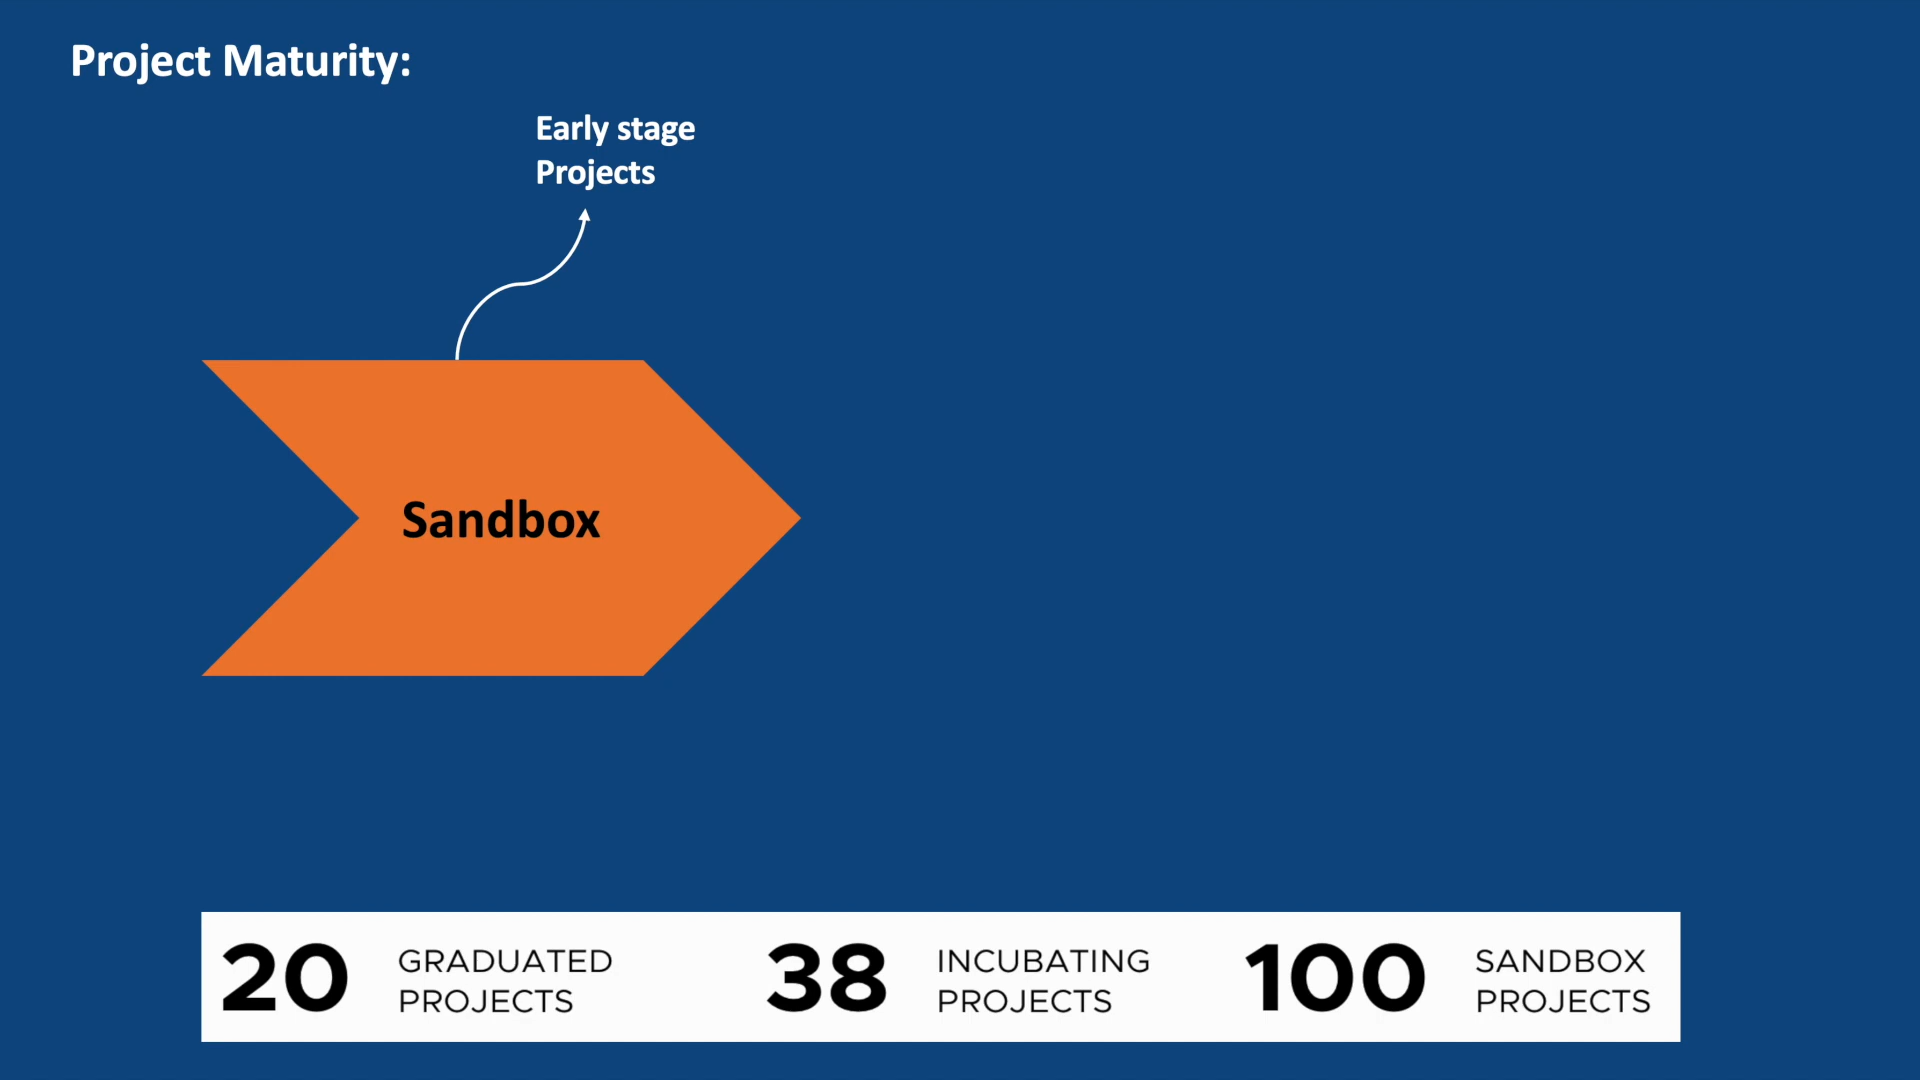 Project Maturity:
Early stage
Projects
Sandbox
20 GRADUATED
PROJECTS
38 INCUBATING
PROJECTS
100 SANDBOX
PROJECTS